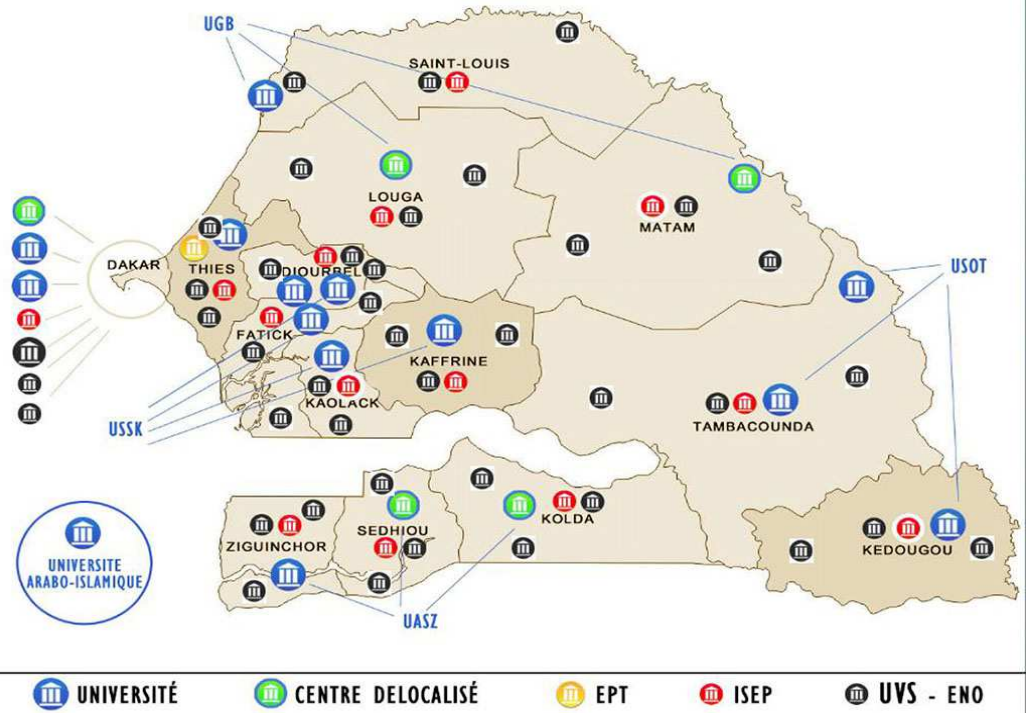 UGB
SAINT-LOUIS
LOUGA
MATAM
DAKAR
THIES
DIOURBEL
USOT
FATICK
KAFFRINE
KAOLACK
TAMBACOUNDA
USSK
KOLDA
SEDHIOU
ZIGUINCHOR
KEDOUGOU
UNIVERSITE
ARABO-ISLAMIQUE
UASZ
UNIVERSITÉ
CENTRE DELOCALISÉ
EPT
ISEP
UVS - ENO